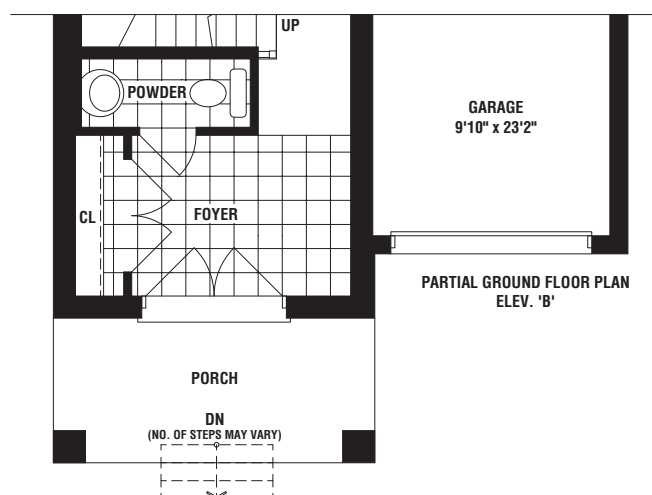 UP
POWDER
GARAGE
9'10" x 23'2"
CL
FOYER
PARTIAL GROUND FLOOR PLAN
ELEV. 'B'
PORCH
DN
(NO. OF STEPS MAY VARY)